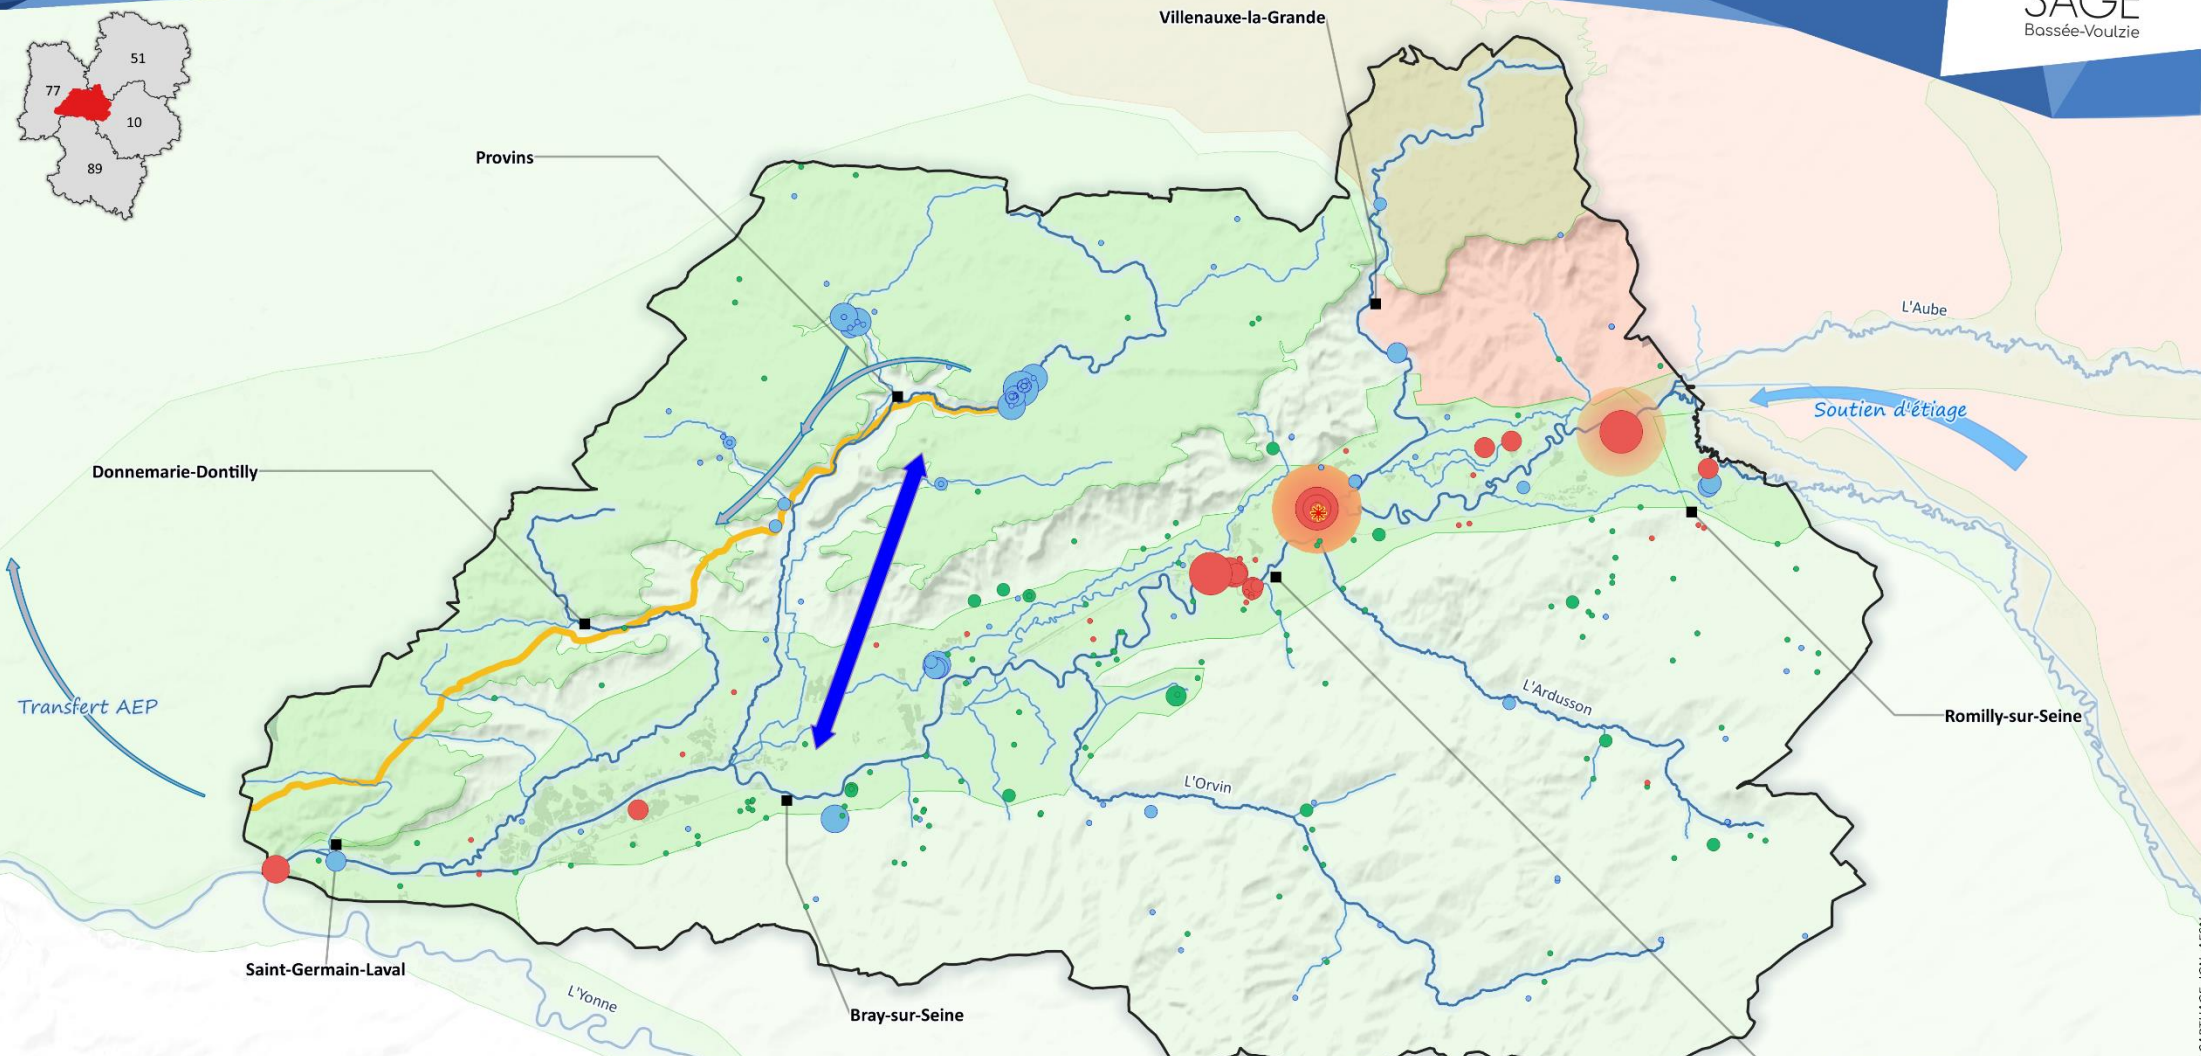 Villenauxe-la-Grande
SAGE
Bassée-Voulzie
51
77
10
89
Provins
L'Aube
Soutien d'étiage
Donnemarie-Dontilly
Transfert AEP
L'Ardusson
Romilly-sur-Seine
L'Orvin
Saint-Germain-Laval
L'Yonne
Bray-sur-Seine